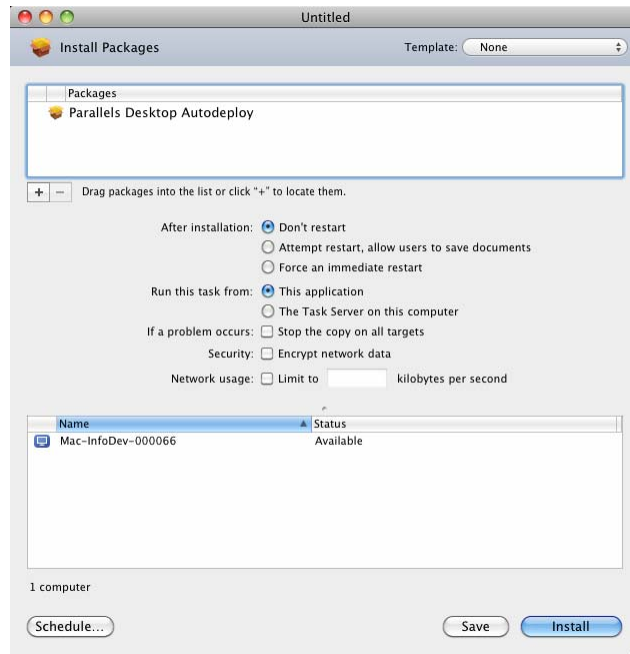 Untitled
Install Packages Template: None
Packages
Parallels Desktop Autodeploy
+ − Drag packages into the list or click "+" to locate them.
After installation: Don't restart
Attempt restart, allow users to save documents
Force an immediate restart
Run this task from: This application
The Task Server on this computer
If a problem occurs: Stop the copy on all targets
Security: Encrypt network data
Network usage: Limit to kilobytes per second
Name Status
Mac-InfoDev-000066 Available
1 computer
Schedule... Save Install